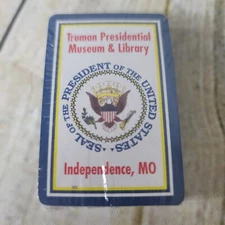 Truman Presidential
Museum & Library
SEAL OF THE PRESIDENT OF THE UNITED STATES
Independence, MO